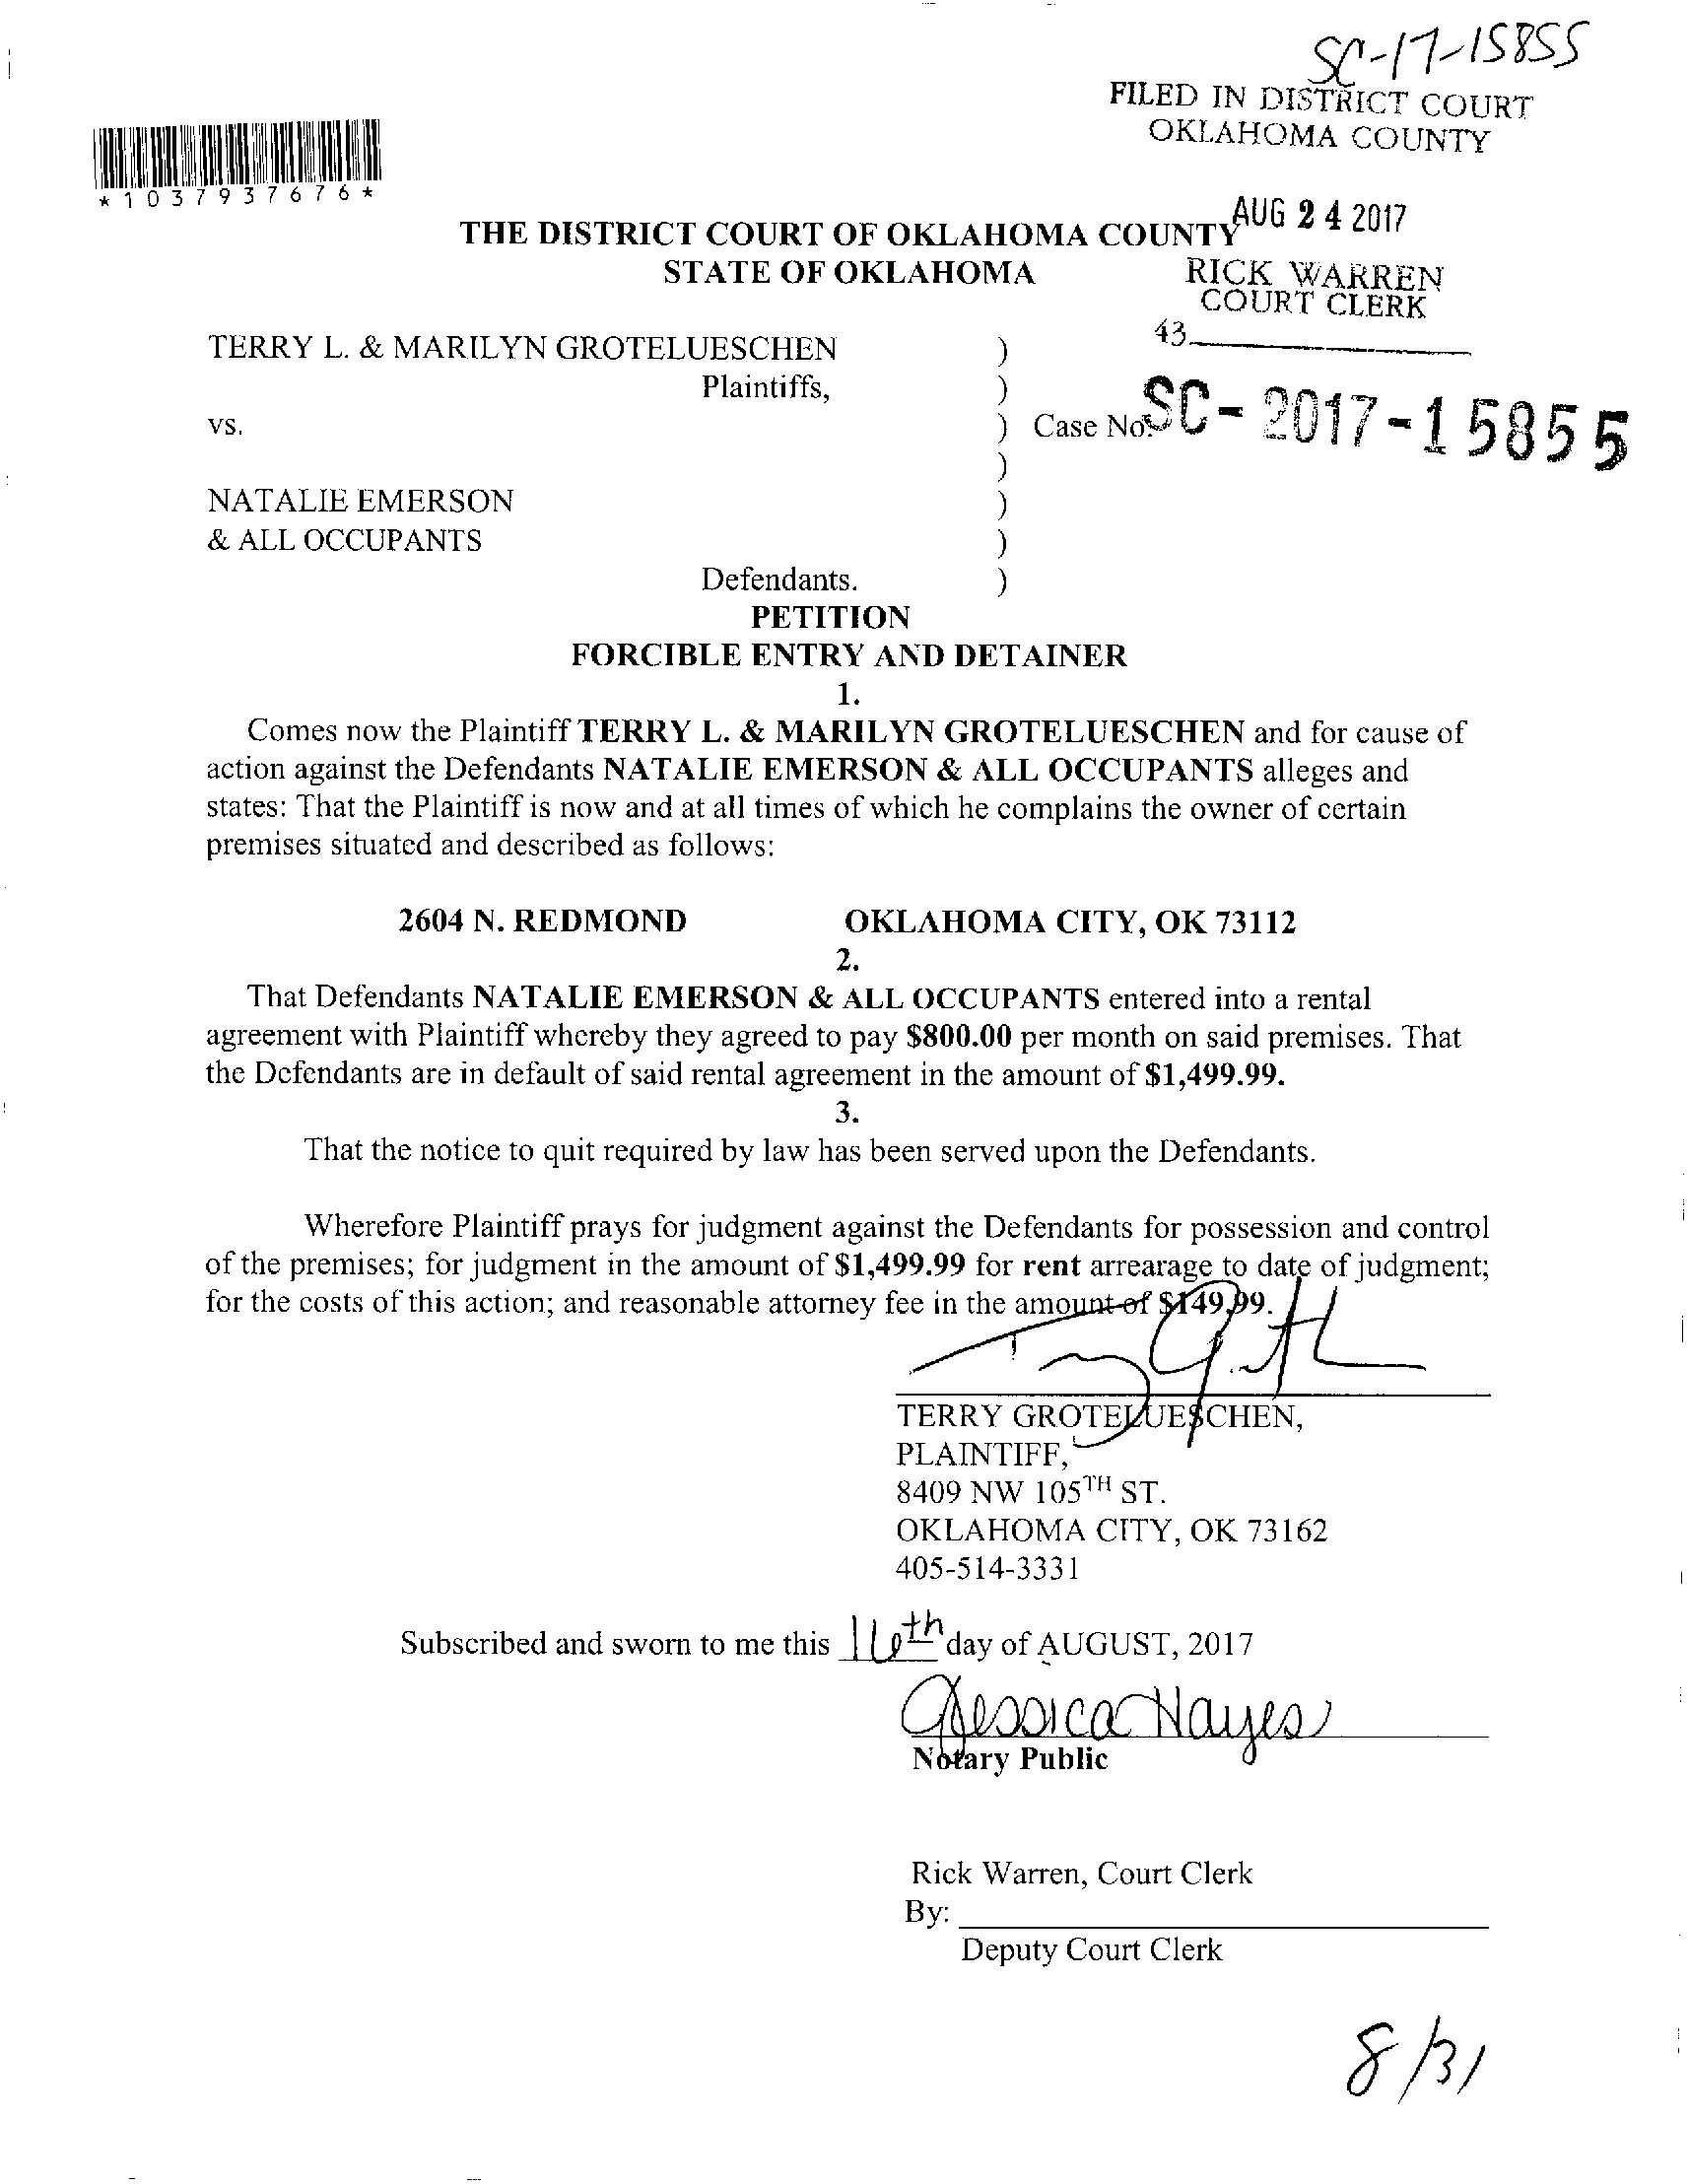 SC-17-15855
FILED IN DISTRICT COURT
OKLAHOMA COUNTY
*1037937676*
AUG 24 2017
THE DISTRICT COURT OF OKLAHOMA COUNTY
STATE OF OKLAHOMA
RICK WARREN
COURT CLERK
43
TERRY L. & MARILYN GROTELUESCHEN )
Plaintiffs, )
vs. ) Case No. SC-2017-15855
)
NATALIE EMERSON )
& ALL OCCUPANTS )
Defendants. )
PETITION
FORCIBLE ENTRY AND DETAINER
1.
Comes now the Plaintiff TERRY L. & MARILYN GROTELUESCHEN and for cause of
action against the Defendants NATALIE EMERSON & ALL OCCUPANTS alleges and
states: That the Plaintiff is now and at all times of which he complains the owner of certain
premises situated and described as follows:
2604 N. REDMOND OKLAHOMA CITY, OK 73112
2.
That Defendants NATALIE EMERSON & ALL OCCUPANTS entered into a rental
agreement with Plaintiff whereby they agreed to pay $800.00 per month on said premises. That
the Defendants are in default of said rental agreement in the amount of $1,499.99.
3.
That the notice to quit required by law has been served upon the Defendants.
Wherefore Plaintiff prays for judgment against the Defendants for possession and control
of the premises; for judgment in the amount of $1,499.99 for rent arrearage to date of judgment;
for the costs of this action; and reasonable attorney fee in the amount of $149.99.
TERRY GROTELUESCHEN,
PLAINTIFF,
8409 NW 105TH ST.
OKLAHOMA CITY, OK 73162
405-514-3331
Subscribed and sworn to me this 16th day of AUGUST, 2017
Jessica Hayes
Notary Public
Rick Warren, Court Clerk
By:
Deputy Court Clerk
8/31